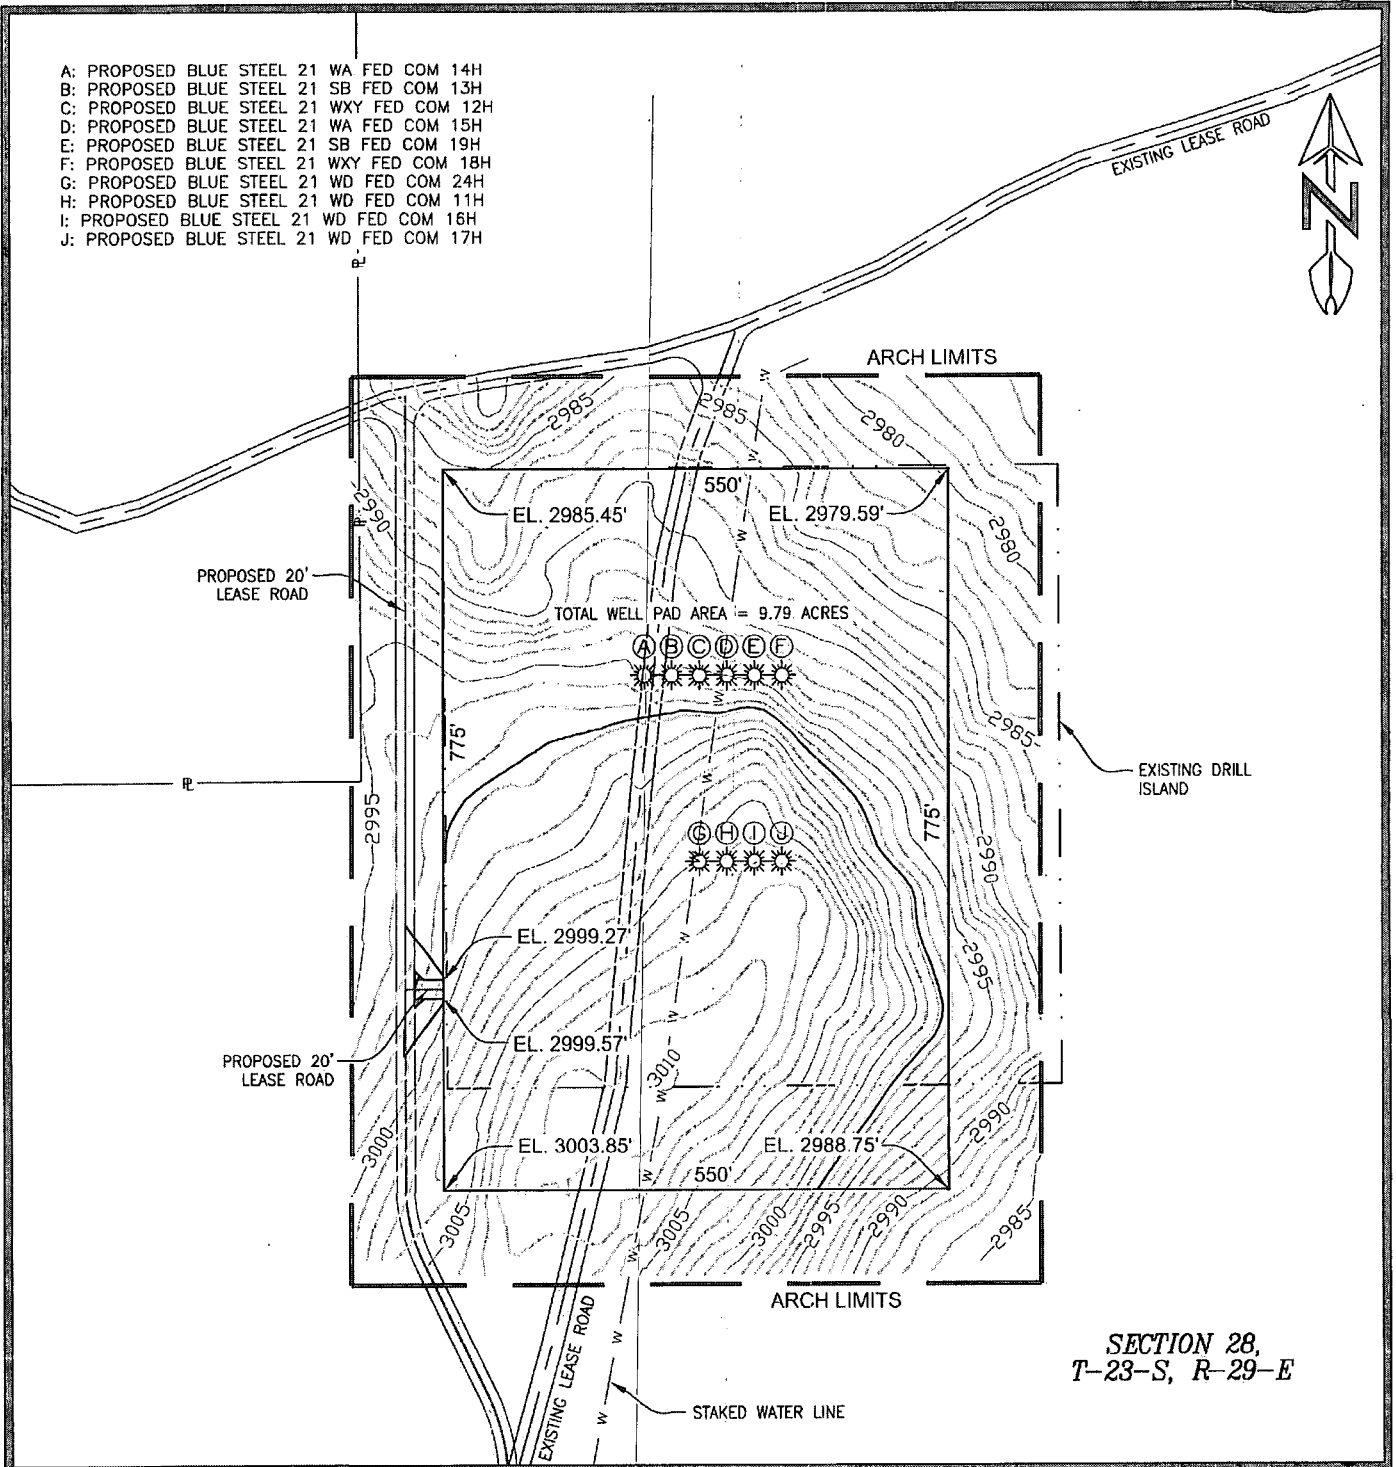 A: PROPOSED BLUE STEEL 21 WA FED COM 14H
B: PROPOSED BLUE STEEL 21 SB FED COM 13H
C: PROPOSED BLUE STEEL 21 WXY FED COM 12H
D: PROPOSED BLUE STEEL 21 WA FED COM 15H
E: PROPOSED BLUE STEEL 21 SB FED COM 19H
F: PROPOSED BLUE STEEL 21 WXY FED COM 18H
G: PROPOSED BLUE STEEL 21 WD FED COM 24H
H: PROPOSED BLUE STEEL 21 WD FED COM 11H
I: PROPOSED BLUE STEEL 21 WD FED COM 16H
J: PROPOSED BLUE STEEL 21 WD FED COM 17H
EXISTING LEASE ROAD
N
PL
ARCH LIMITS
2985
2985
2980
W
550'
2990
PL
EL. 2985.45'
EL. 2979.59'
2980
W
PROPOSED 20'
LEASE ROAD
TOTAL WELL PAD AREA = 9.79 ACRES
A B C D E F
W
2985
775'
PL
W
EXISTING DRILL
ISLAND
2995
775'
G H I J
2990
EL. 2999.27'
W
2995
W
EL. 2999.57'
PROPOSED 20'
LEASE ROAD
3010
W
2990
3000
EL. 3003.85'
EL. 2988.75'
550'
W
3005
3005
3000
2995
2990
2985
W
ARCH LIMITS
EXISTING LEASE ROAD
W
SECTION 28,
T-23-S, R-29-E
W
STAKED WATER LINE